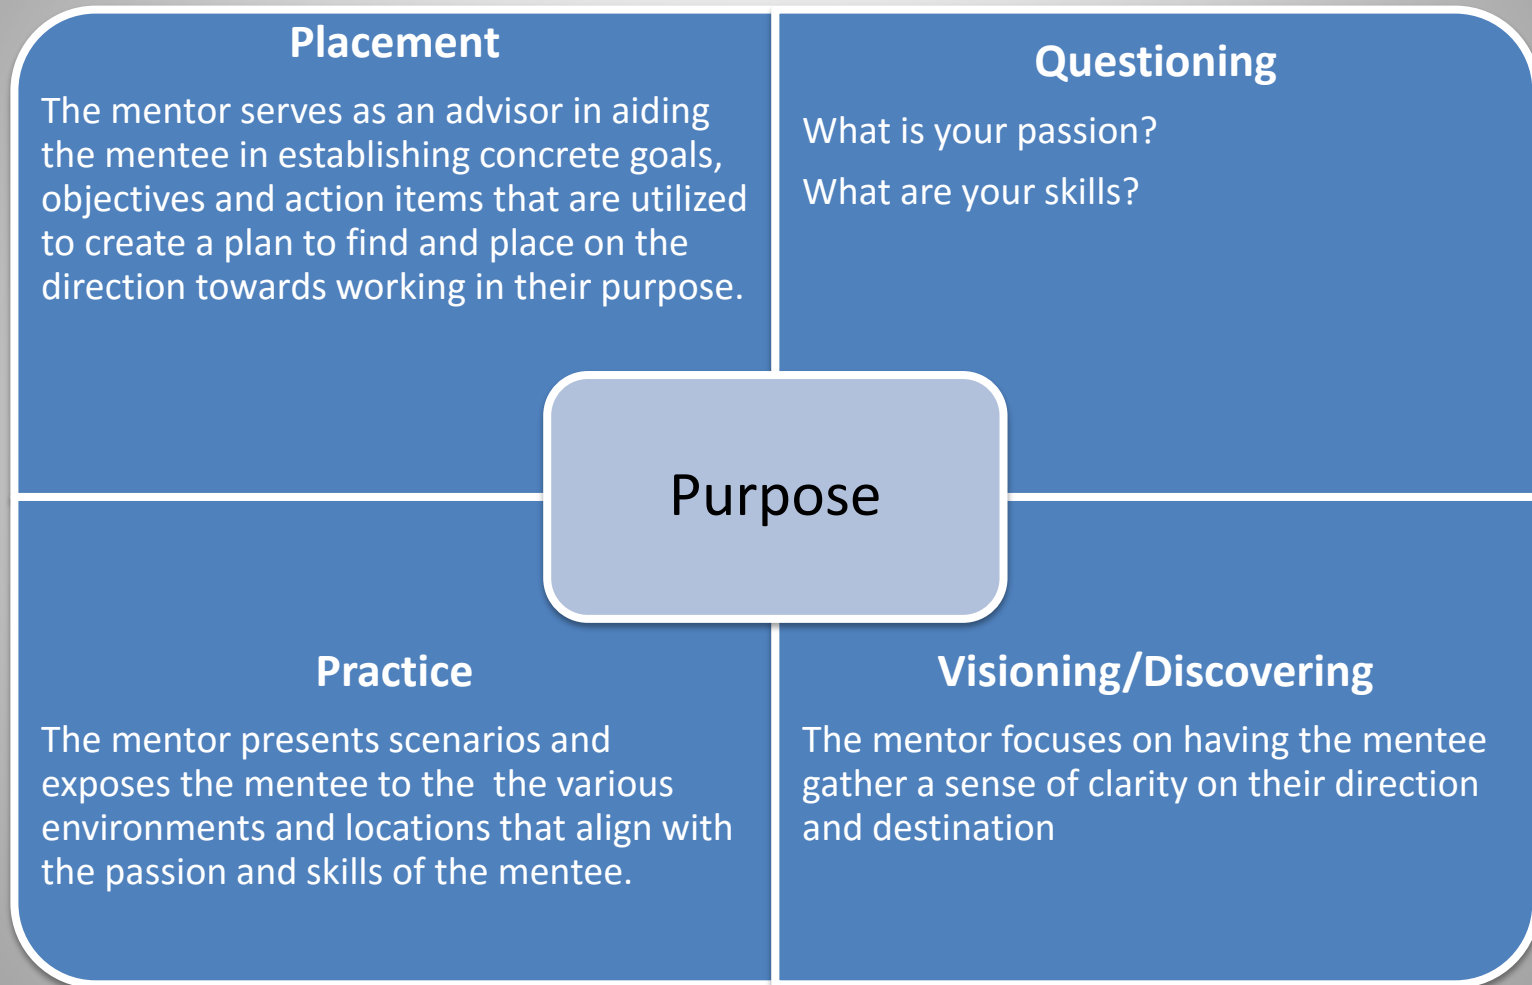 Placement
The mentor serves as an advisor in aiding
the mentee in establishing concrete goals,
objectives and action items that are utilized
to create a plan to find and place on the
direction towards working in their purpose.
Questioning
What is your passion?
What are your skills?
Purpose
Practice
The mentor presents scenarios and
exposes the mentee to the  the various
environments and locations that align with
the passion and skills of the mentee.
Visioning/Discovering
The mentor focuses on having the mentee
gather a sense of clarity on their direction
and destination